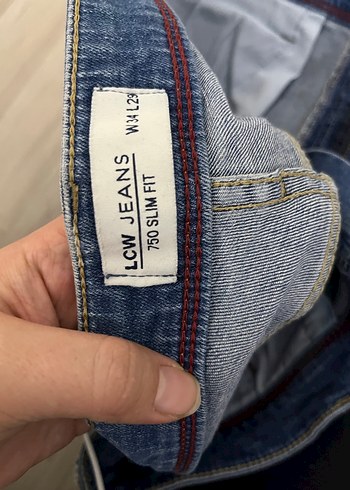 LCW JEANS
750 SLIM FIT
W34 L29